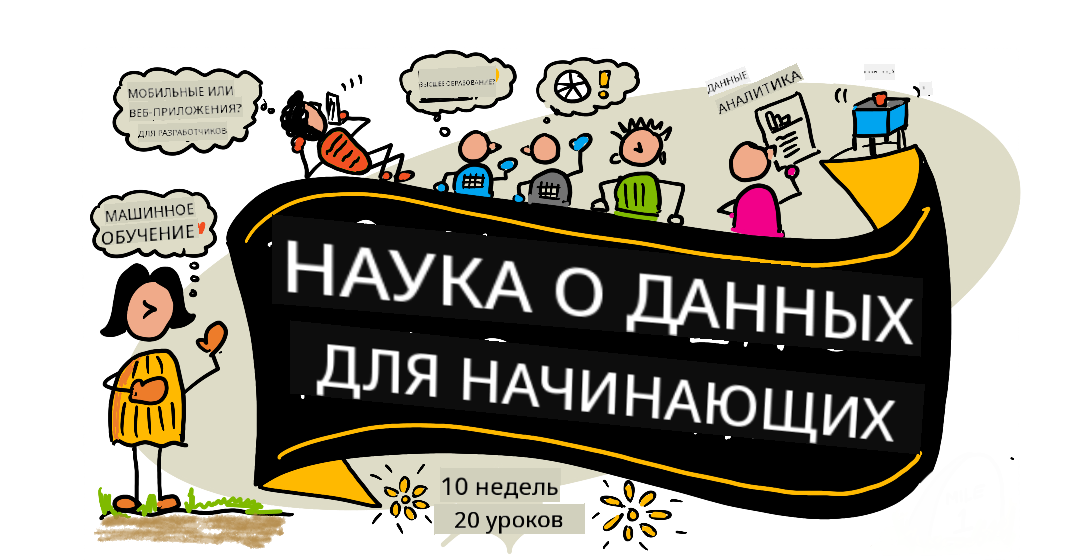 МОБИЛЬНЫЕ ИЛИ
ВЕБ-ПРИЛОЖЕНИЯ?
ДЛЯ РАЗРАБОТЧИКОВ
ВЫСШЕЕ ОБРАЗОВАНИЕ?
ДАННЫЕ
АНАЛИТИКА
МАШИННОЕ
ОБУЧЕНИЕ
НАУКА О ДАННЫХ
ДЛЯ НАЧИНАЮЩИХ
10 недель
20 уроков